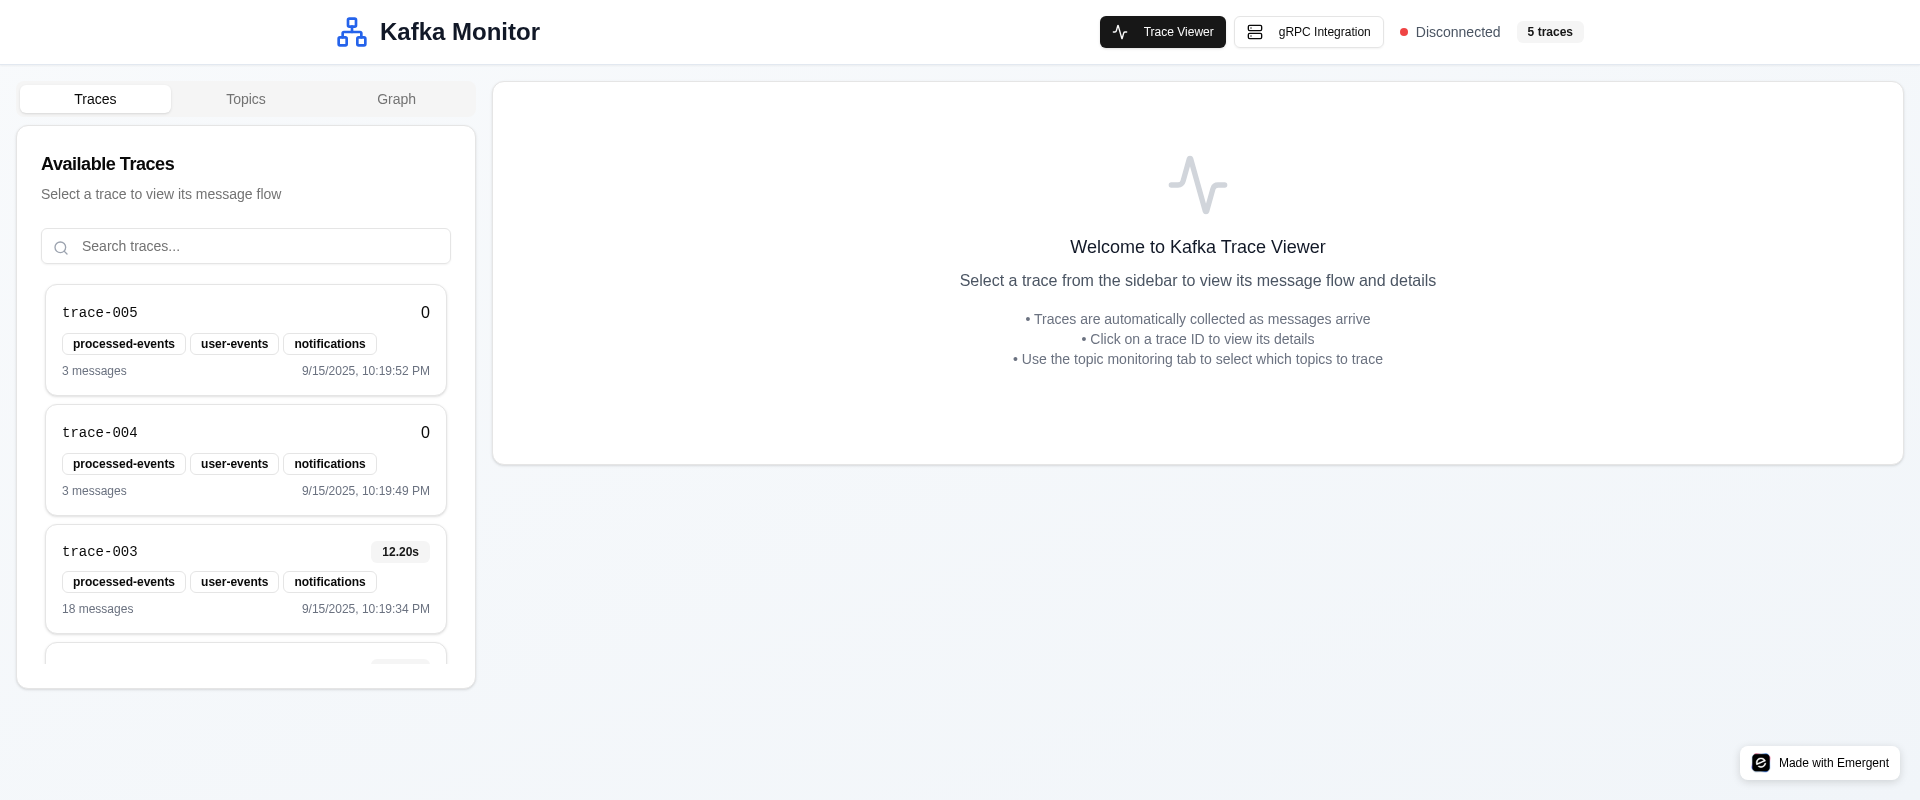 Kafka Monitor
Trace Viewer
gRPC Integration
Disconnected
5 traces
Traces
Topics
Graph
Available Traces
Select a trace to view its message flow
Search traces...
trace-005
0
processed-events
user-events
notifications
3 messages
9/15/2025, 10:19:52 PM
trace-004
0
processed-events
user-events
notifications
3 messages
9/15/2025, 10:19:49 PM
trace-003
12.20s
processed-events
user-events
notifications
18 messages
9/15/2025, 10:19:34 PM
Welcome to Kafka Trace Viewer
Select a trace from the sidebar to view its message flow and details
• Traces are automatically collected as messages arrive
• Click on a trace ID to view its details
• Use the topic monitoring tab to select which topics to trace
Made with Emergent